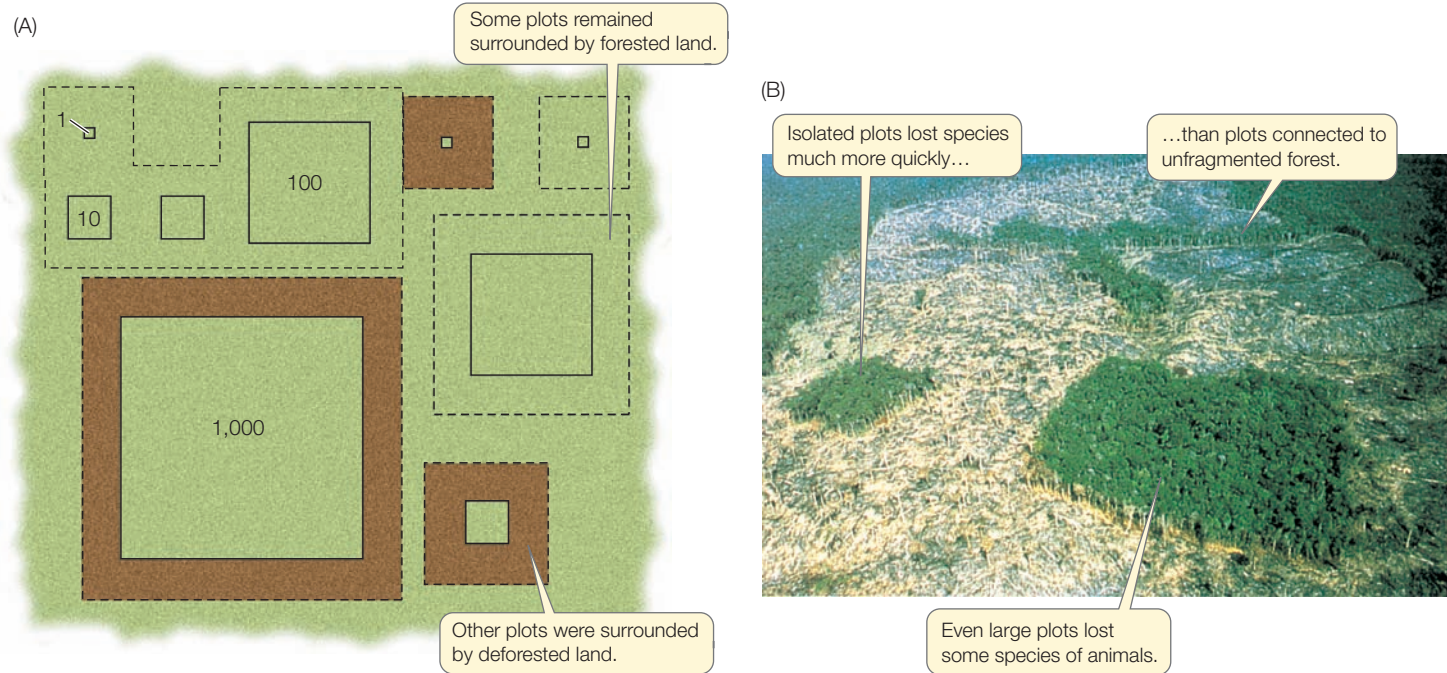 (A)
Some plots remained
surrounded by forested land.
1
100
10
1,000
Other plots were surrounded
by deforested land.
(B)
Isolated plots lost species
much more quickly…
…than plots connected to
unfragmented forest.
Even large plots lost
some species of animals.